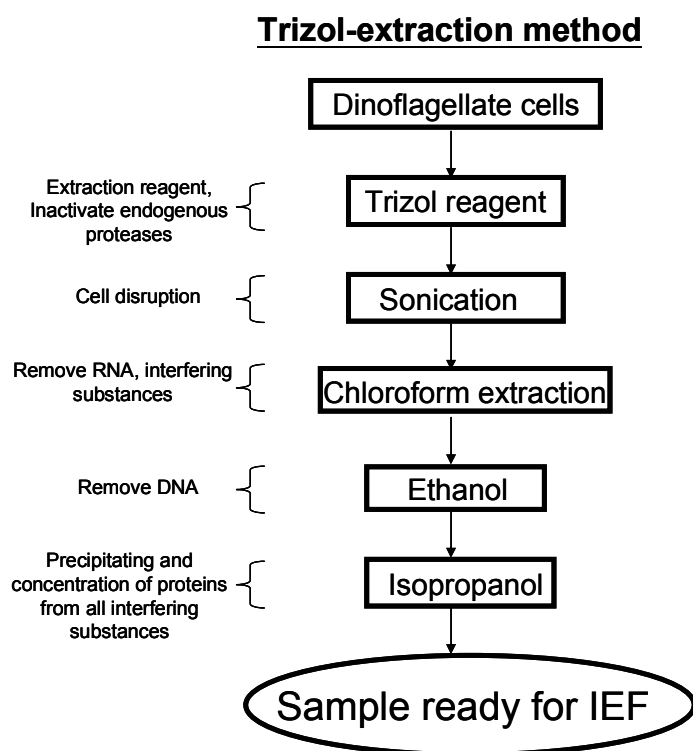 Trizol-extraction method
Dinoflagellate cells
Extraction reagent,
Inactivate endogenous
proteases
Trizol reagent
Cell disruption
Sonication
Remove RNA, interfering
substances
Chloroform extraction
Remove DNA
Ethanol
Precipitating and
concentration of proteins
from all interfering
substances
Isopropanol
Sample ready for IEF